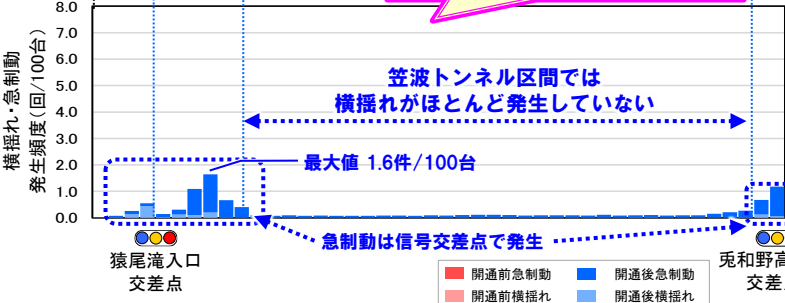 8.0
7.0
6.0
5.0
4.0
3.0
2.0
1.0
0.0
横揺れ・急制動
発生頻度(回/100台)
笠波トンネル区間では
横揺れがほとんど発生していない
最大値 1.6件/100台
急制動は信号交差点で発生
猿尾滝入口
交差点
兎和野高
交差
開通前急制動
開通後急制動
開通前横揺れ
開通後横揺れ